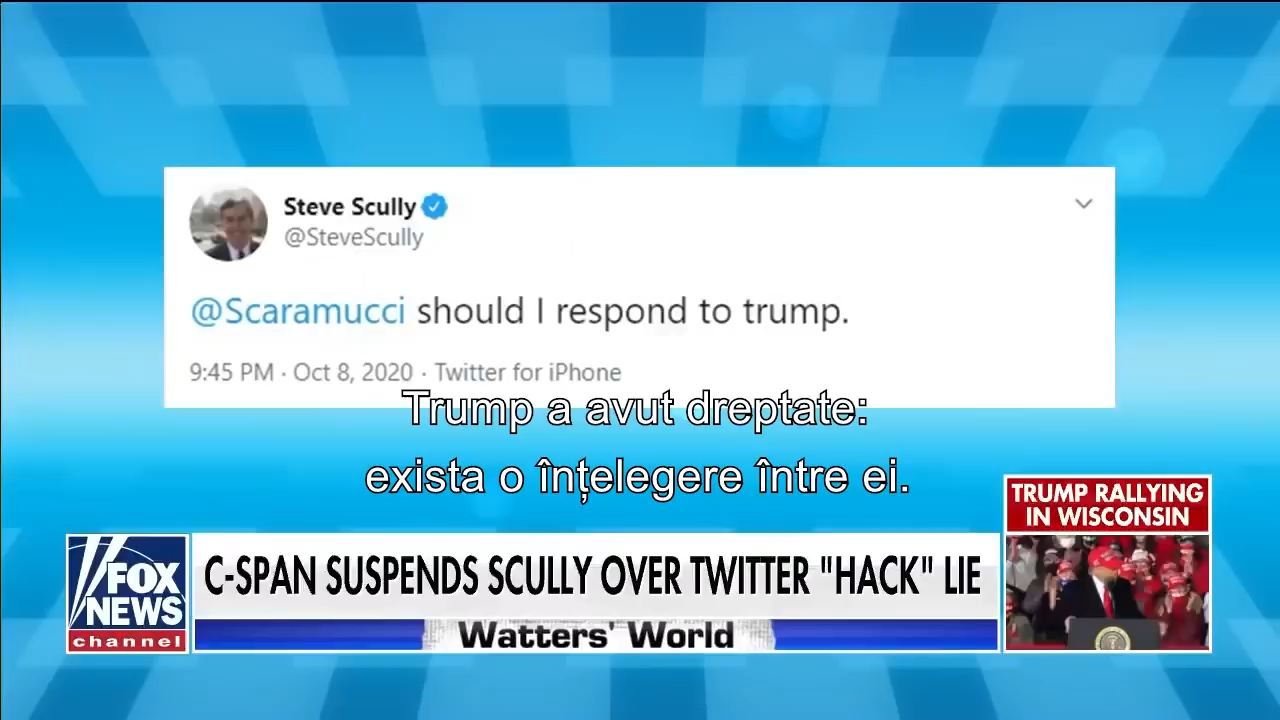 Steve Scully
@SteveScully
@Scaramucci should I respond to trump.
9:45 PM · Oct 8, 2020 · Twitter for iPhone
Trump a avut dreptate:
exista o înțelegere între ei.
TRUMP RALLYING
IN WISCONSIN
FOX
NEWS
channel
C-SPAN SUSPENDS SCULLY OVER TWITTER "HACK" LIE
Watters' World